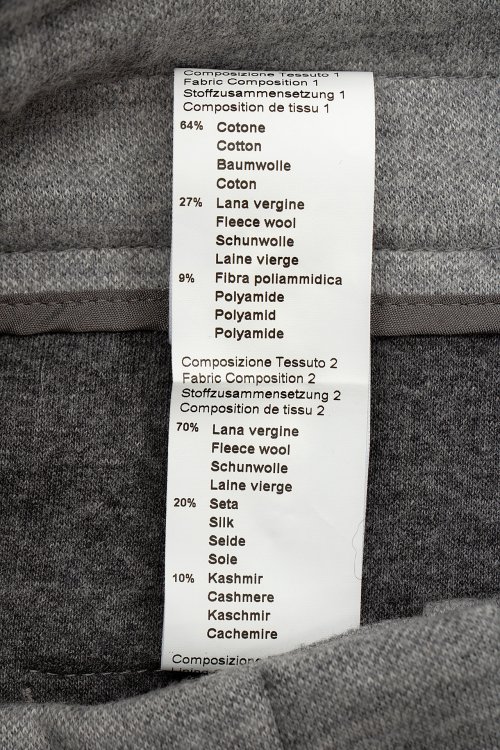 Composizione Tessuto 1
Fabric Composition 1
Stoffzusammensetzung 1
Composition de tissu 1
64% Cotone
Cotton
Baumwolle
Coton
27% Lana vergine
Fleece wool
Schunwolle
Laine vierge
9% Fibra poliammidica
Polyamide
Polyamid
Polyamide
Composizione Tessuto 2
Fabric Composition 2
Stoffzusammensetzung 2
Composition de tissu 2
70% Lana vergine
Fleece wool
Schunwolle
Laine vierge
20% Seta
Silk
Seide
Soie
10% Kashmir
Cashmere
Kaschmir
Cachemire
Composizione